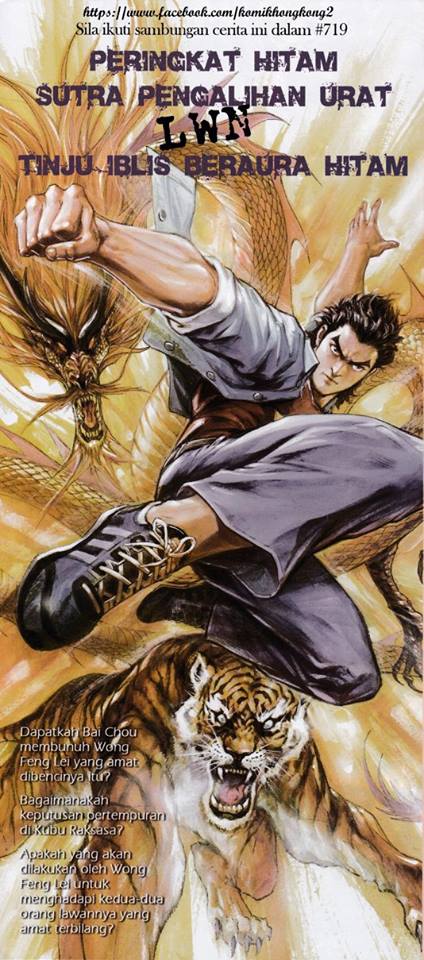 https://www.facebook.com/komikhongkong2
Sila ikuti sambungan cerita ini dalam #719
PERINGKAT HITAM
SUTRA PENGALIHAN URAT
LWN
TINJU IBLIS BERAURA HITAM
Dapatkah Bai Chou
membunuh Wong
Feng Lei yang amat
dibencinya itu?
Bagaimanakah
keputusan pertempuran
di Kubu Raksasa?
Apakah yang akan
dilakukan oleh Wong
Feng Lei untuk
menghadapi kedua-dua
orang lawannya yang
amat terbilang?